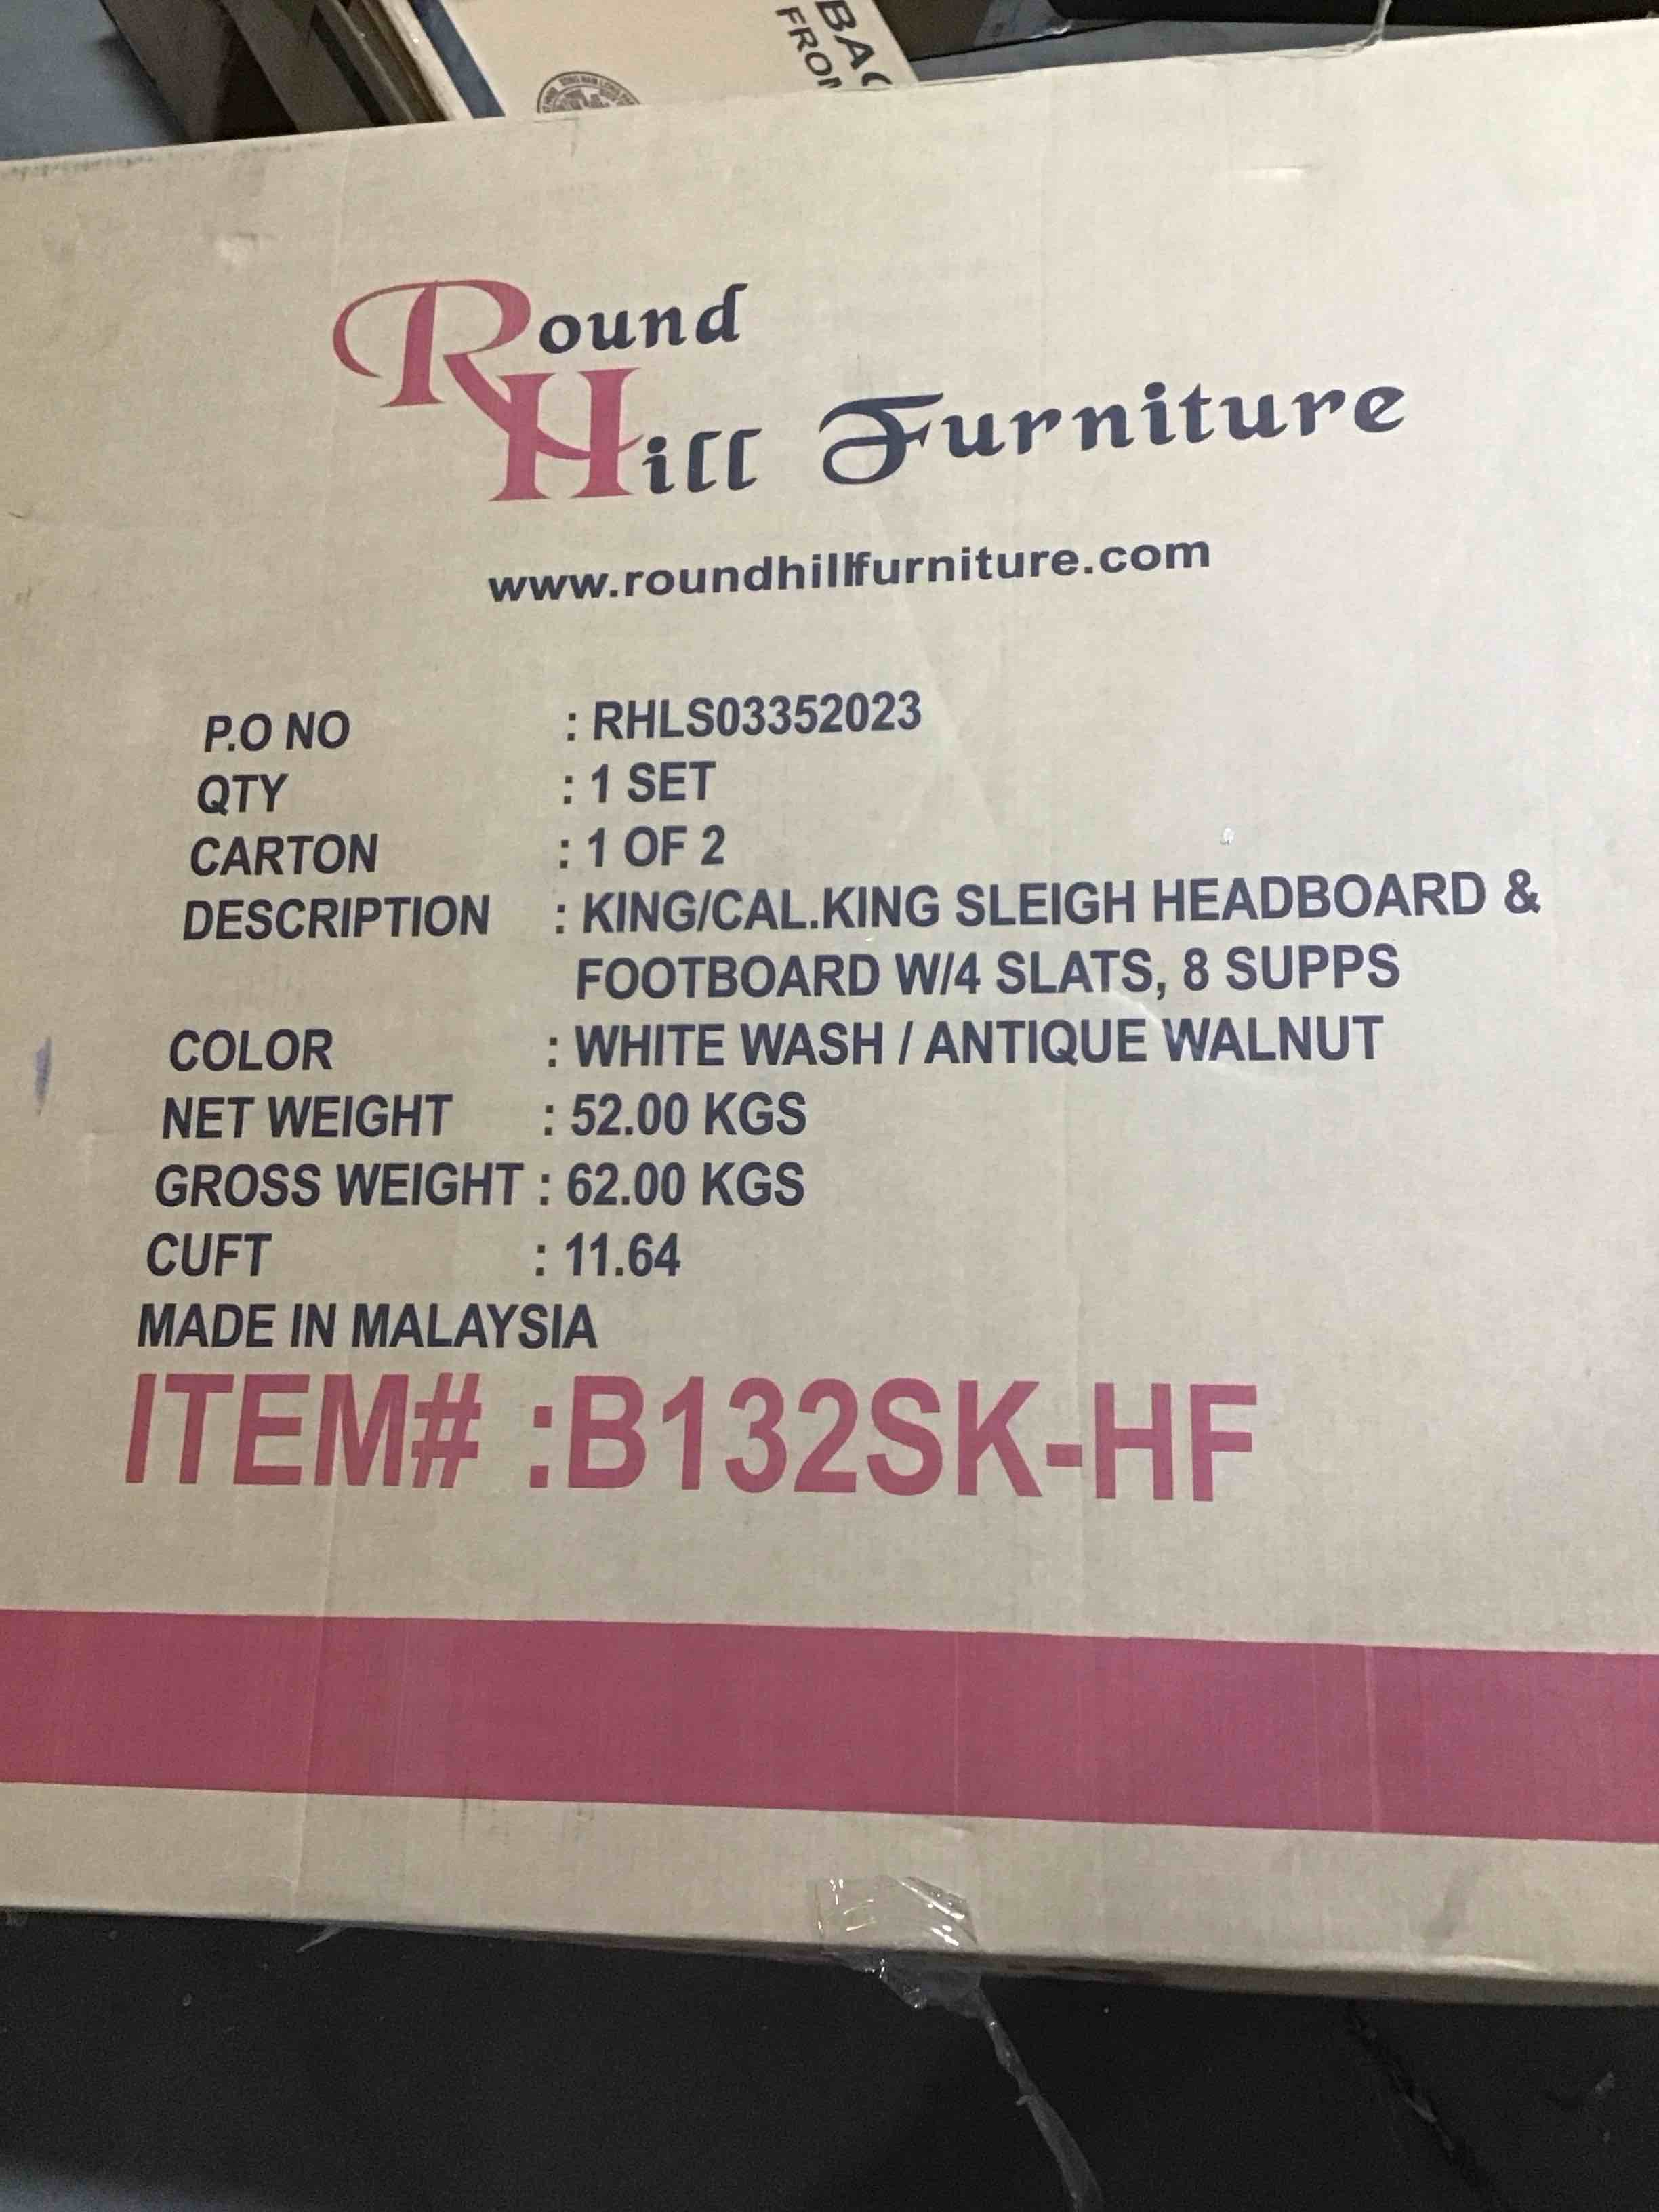 BAC
FRON
Round
Hill Furniture
www.roundhillfurniture.com
P.O NO : RHLS03352023
QTY : 1 SET
CARTON : 1 OF 2
DESCRIPTION : KING/CAL.KING SLEIGH HEADBOARD &
FOOTBOARD W/4 SLATS, 8 SUPPS
COLOR : WHITE WASH / ANTIQUE WALNUT
NET WEIGHT : 52.00 KGS
GROSS WEIGHT : 62.00 KGS
CUFT : 11.64
MADE IN MALAYSIA
ITEM# :B132SK-HF